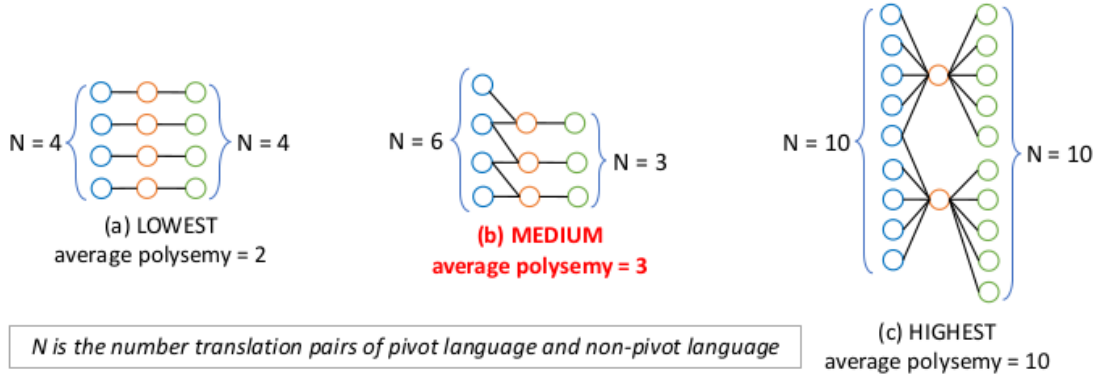 N = 4
N = 4
(a) LOWEST
average polysemy = 2
N = 6
N = 3
(b) MEDIUM
average polysemy = 3
N = 10
N = 10
(c) HIGHEST
average polysemy = 10
N is the number translation pairs of pivot language and non-pivot language